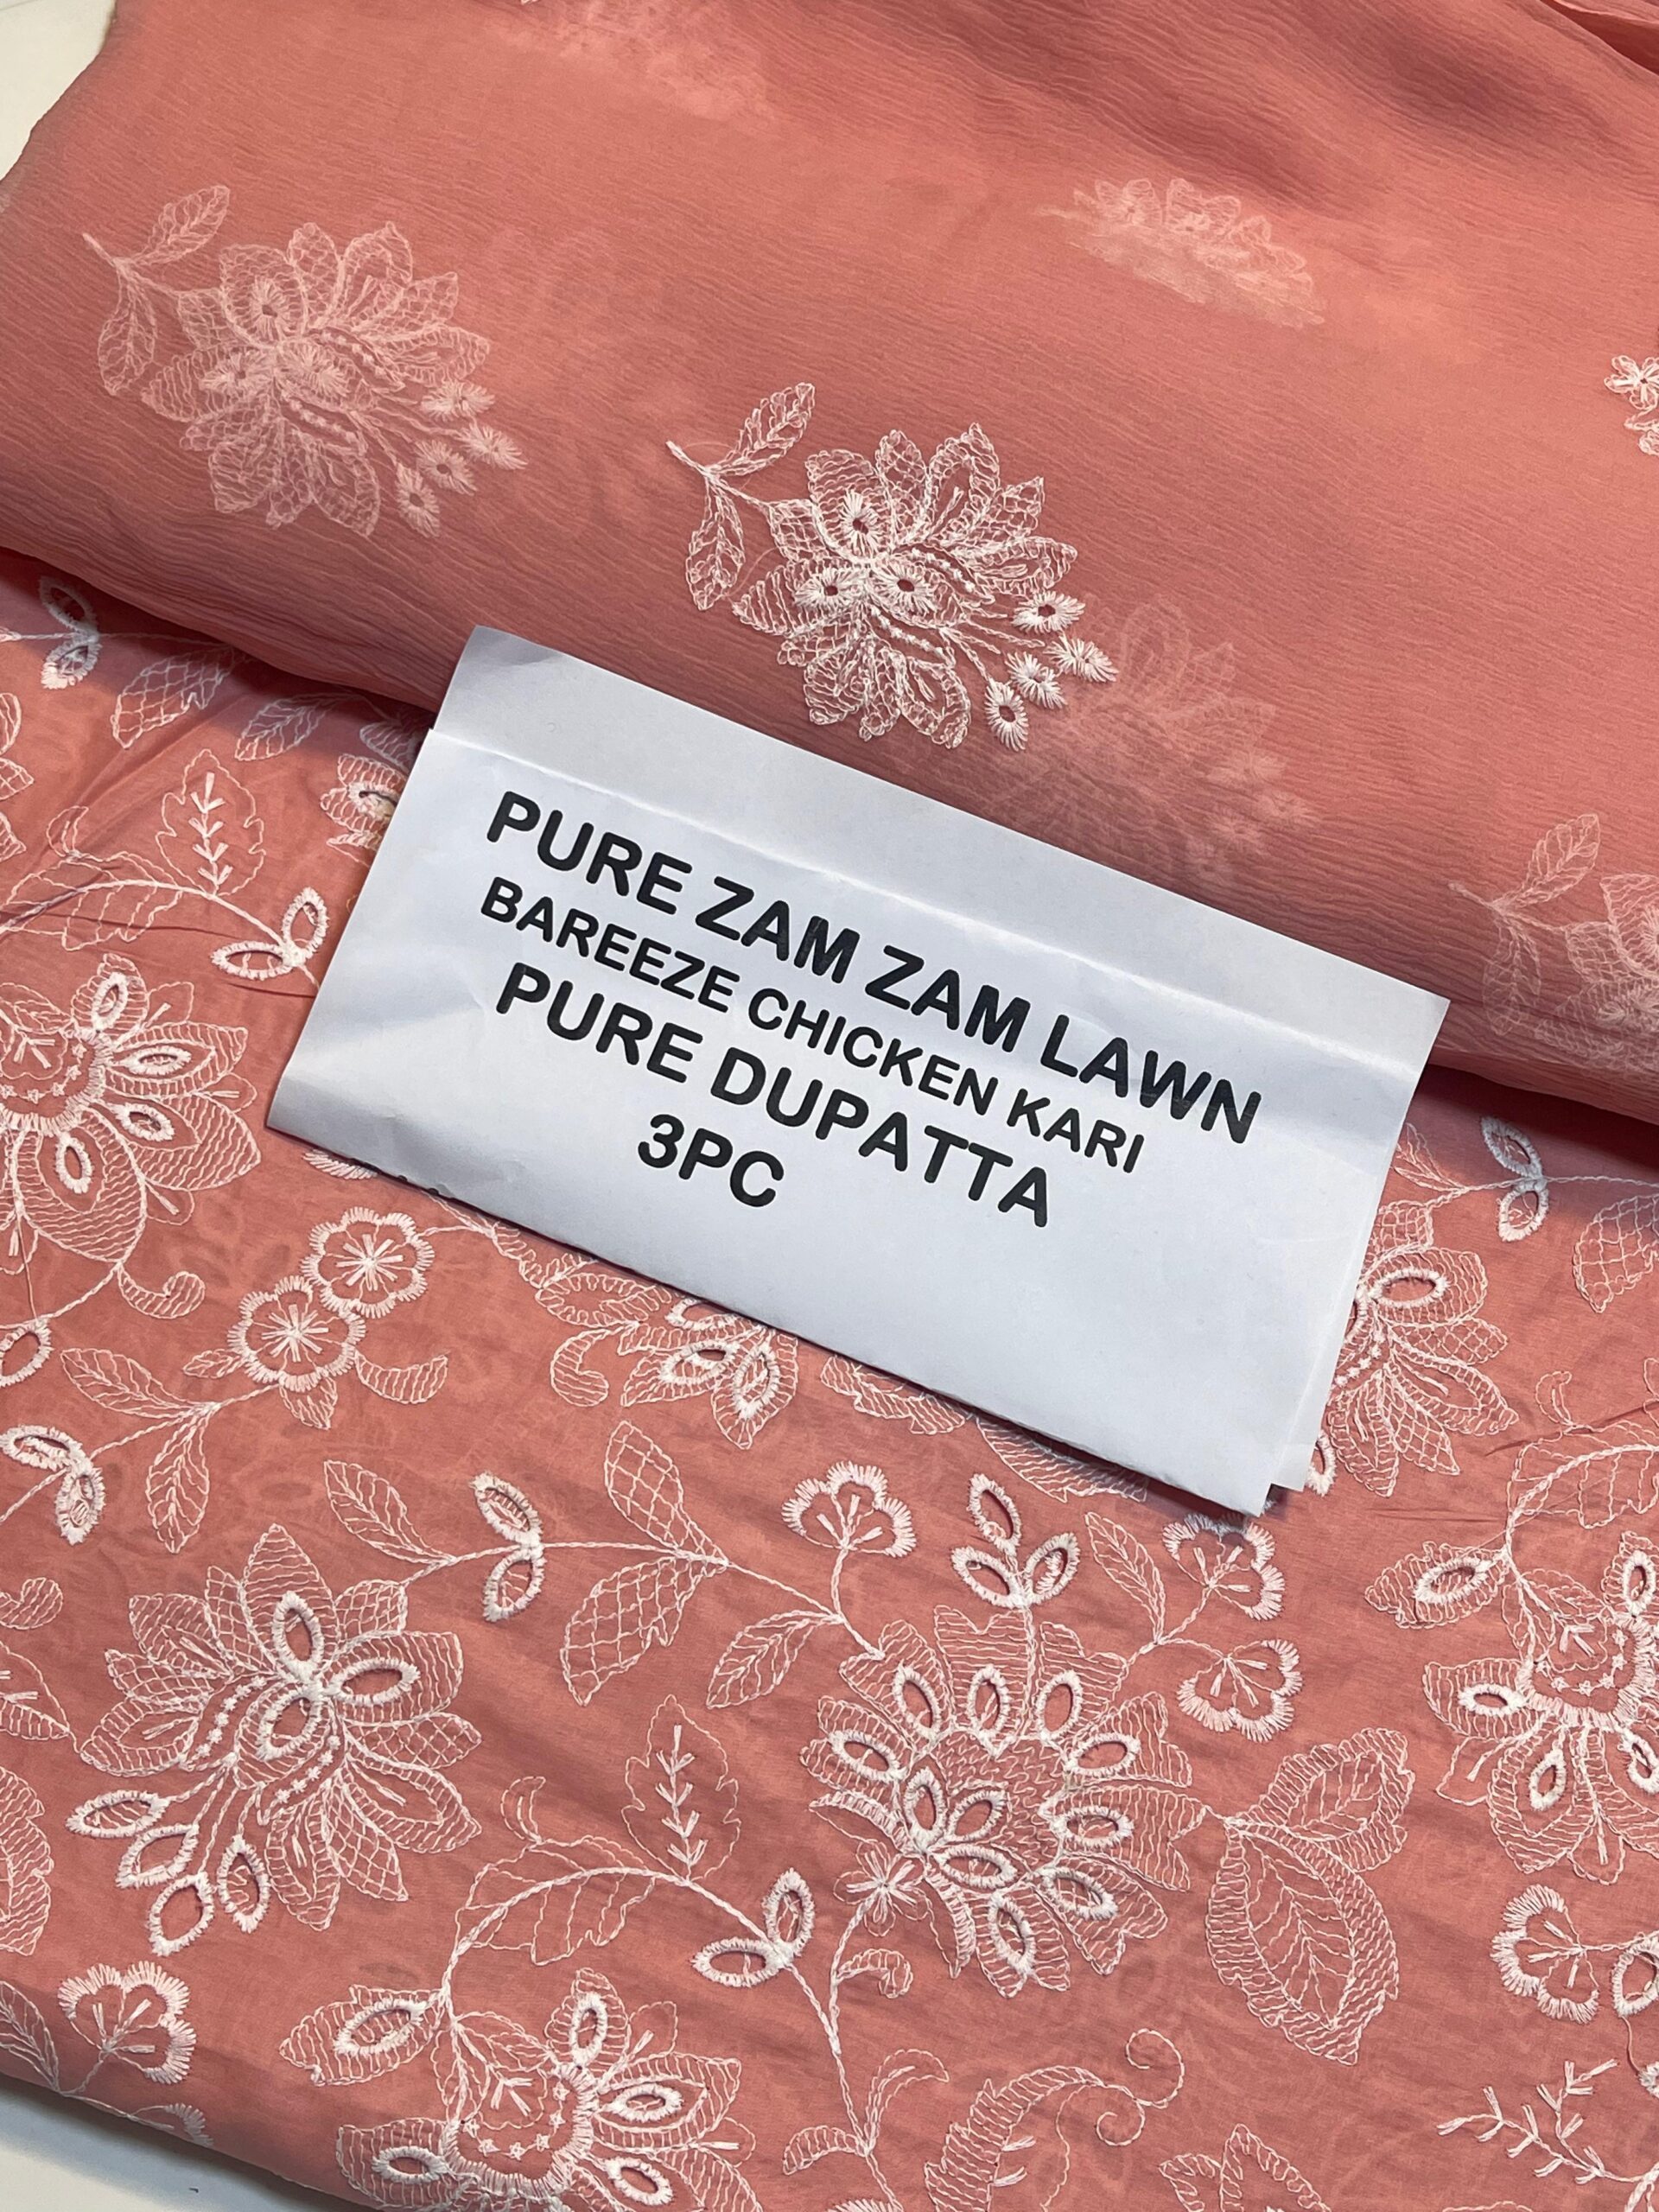 PURE ZAM ZAM LAWN
BAREEZE CHICKEN KARI
PURE DUPATTA
3PC